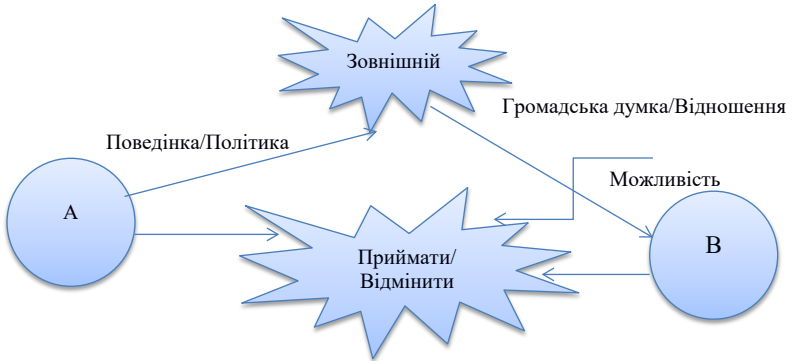 Зовнішній
Громадська думка/Відношення
Поведінка/Політика
Можливість
А
В
Приймати/
Відмінити